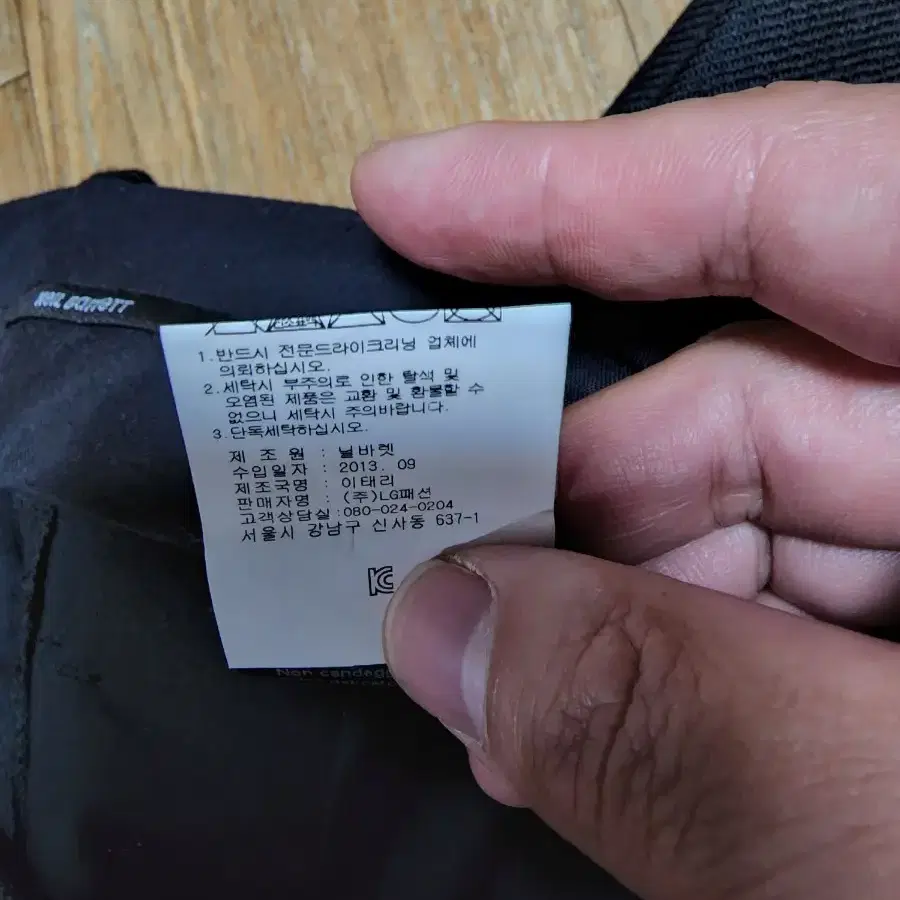 NEIL BARRETT
1. 반드시 전문드라이크리닝 업체에
의뢰하십시오.
2. 세탁시 부주의로 인한 탈색 및
오염된 제품은 교환 및 환불할 수
없으니 세탁시 주의바랍니다.
3. 단독세탁하십시오.
제 조 원 : 닐바렛
수입일자 : 2013. 09
제조국명 : 이태리
판매자명 : (주)LG패션
고객상담실:080-024-0204
서울시 강남구 신사동 637-1
KC
Non